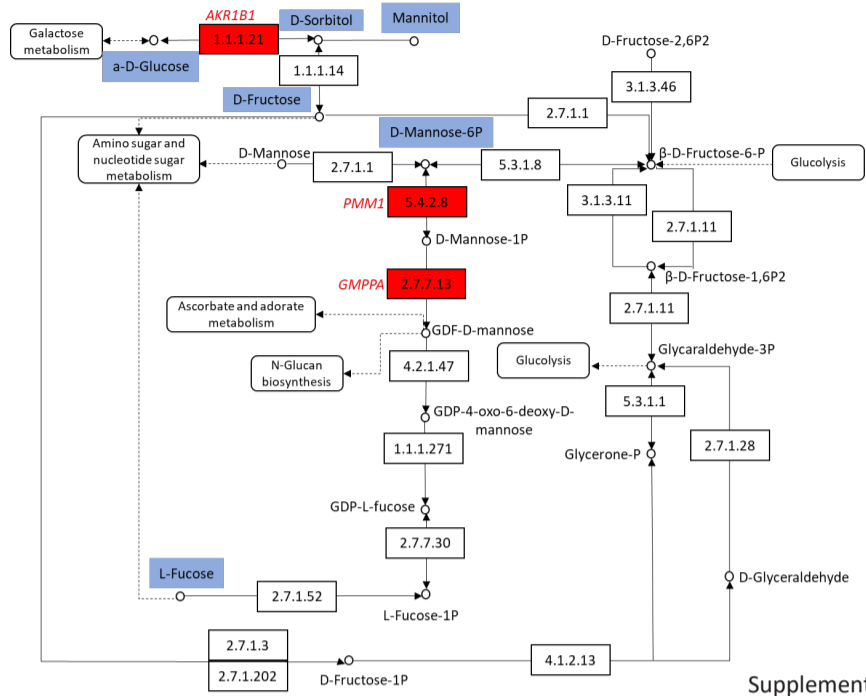 AKR1B1
D-Sorbitol
Mannitol
Galactose
metabolism
1.1.1.21
a-D-Glucose
1.1.1.14
D-Fructose-2,6P2
3.1.3.46
D-Fructose
2.7.1.1
D-Mannose-6P
Amino sugar and
nucleotide sugar
metabolism
D-Mannose
2.7.1.1
5.3.1.8
β-D-Fructose-6-P
Glucolysis
PMM1
5.4.2.8
3.1.3.11
2.7.1.11
D-Mannose-1P
GMPPA
2.7.7.13
β-D-Fructose-1,6P2
Ascorbate and adorate
metabolism
2.7.1.11
GDF-D-mannose
N-Glucan
biosynthesis
4.2.1.47
Glucolysis
Glycaraldehyde-3P
5.3.1.1
GDP-4-oxo-6-deoxy-D-
mannose
1.1.1.271
Glycerone-P
2.7.1.28
GDP-L-fucose
2.7.7.30
L-Fucose
2.7.1.52
L-Fucose-1P
D-Glyceraldehyde
2.7.1.3
2.7.1.202
D-Fructose-1P
4.1.2.13
Supplement